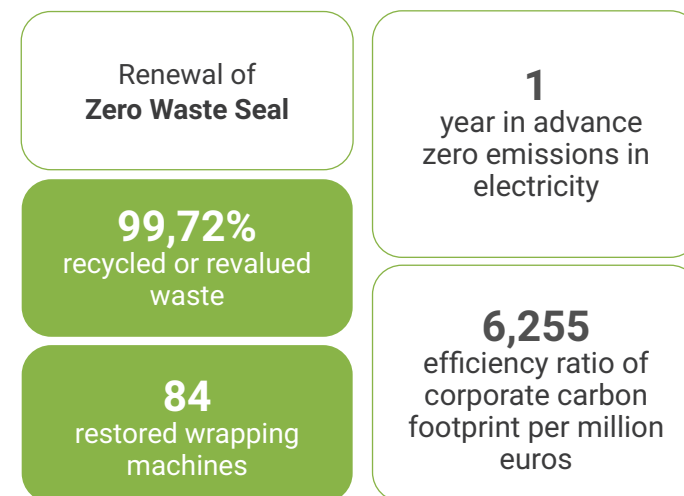 Renewal of
Zero Waste Seal
99,72%
recycled or revalued
waste
84
restored wrapping
machines
1
year in advance
zero emissions in
electricity
6,255
efficiency ratio of
corporate carbon
footprint per million
euros